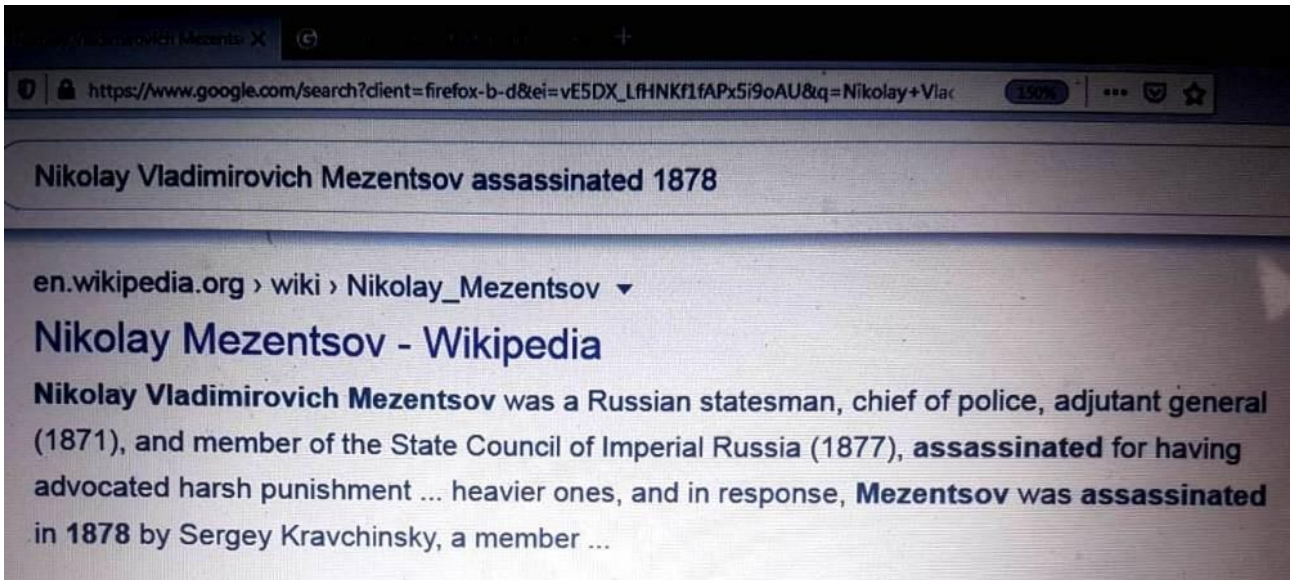 https://www.google.com/search?client=firefox-b-d&ei=vE5DX_LfHNKf1fAPx5i9oAU&q=Nikolay+Vlac 150%
Nikolay Vladimirovich Mezentsov assassinated 1878
en.wikipedia.org › wiki › Nikolay_Mezentsov
Nikolay Mezentsov - Wikipedia
Nikolay Vladimirovich Mezentsov was a Russian statesman, chief of police, adjutant general
(1871), and member of the State Council of Imperial Russia (1877), assassinated for having
advocated harsh punishment ... heavier ones, and in response, Mezentsov was assassinated
in 1878 by Sergey Kravchinsky, a member ...